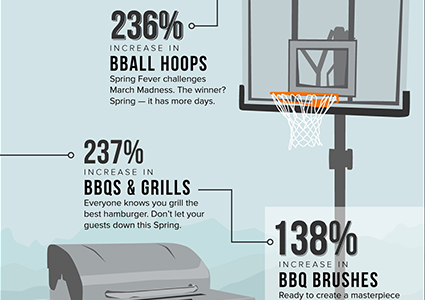 236%
INCREASE IN
BBALL HOOPS
Spring Fever challenges
March Madness. The winner?
Spring — it has more days.
237%
INCREASE IN
BBQS & GRILLS
Everyone knows you grill the
best hamburger. Don't let your
guests down this Spring.
138%
INCREASE IN
BBQ BRUSHES
Ready to create a masterpiece